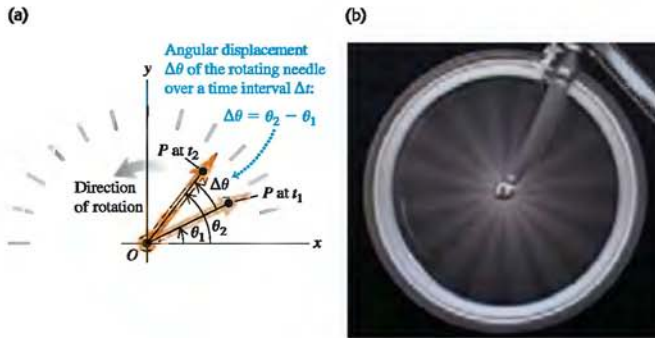 (a)
(b)
Angular displacement
Δθ of the rotating needle
over a time interval Δt:
Δθ = θ₂ − θ₁
y
P at t₂
Δθ
P at t₁
Direction
of rotation
θ₁
θ₂
O
x